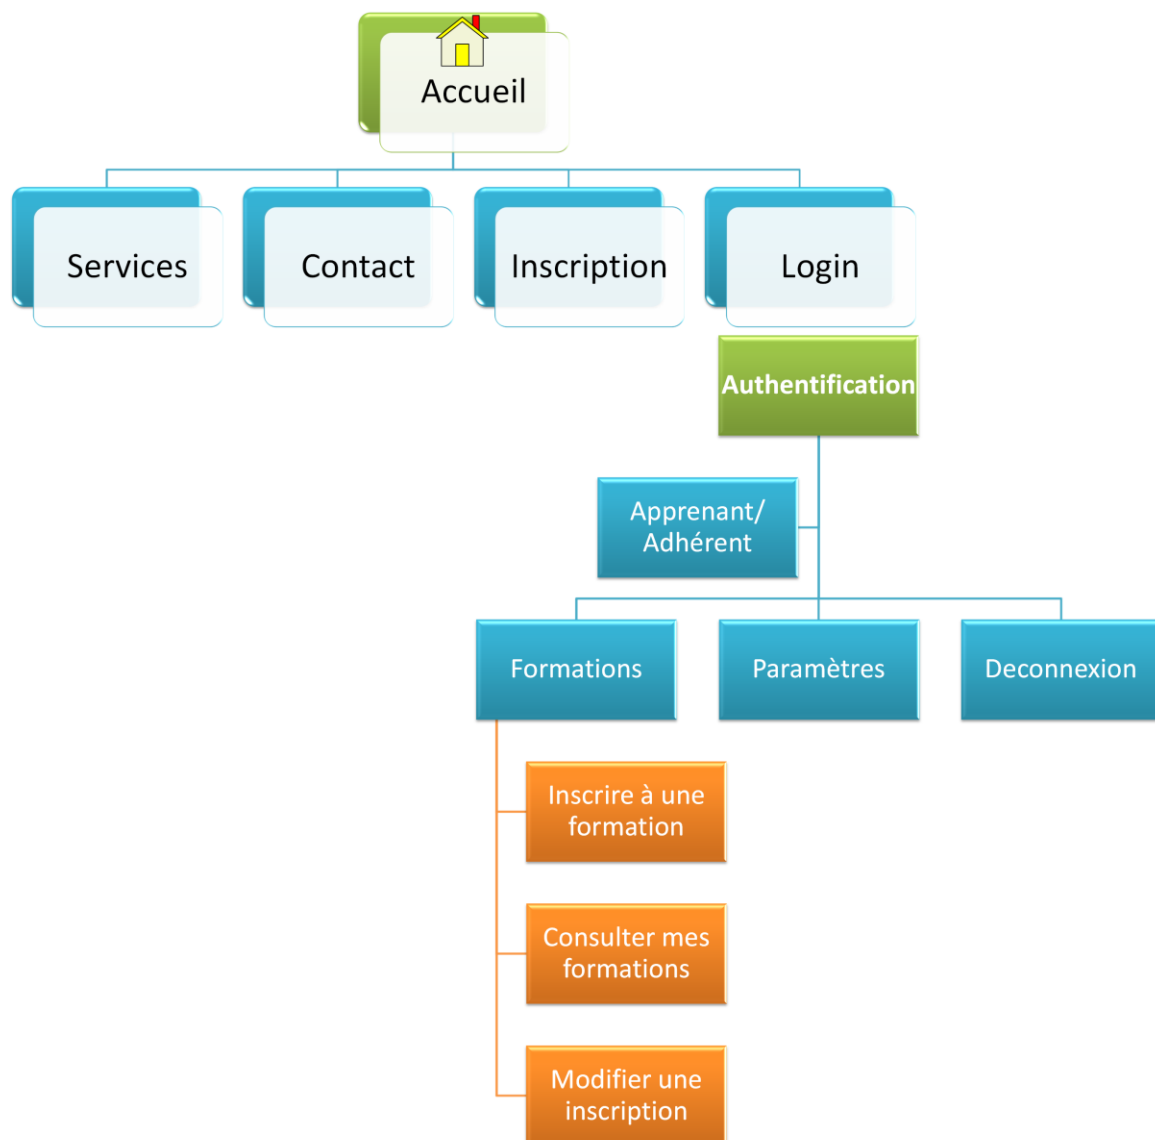 Accueil
Services
Contact
Inscription
Login
Authentification
Apprenant/
Adhérent
Formations
Paramètres
Deconnexion
Inscrire à une
formation
Consulter mes
formations
Modifier une
inscription